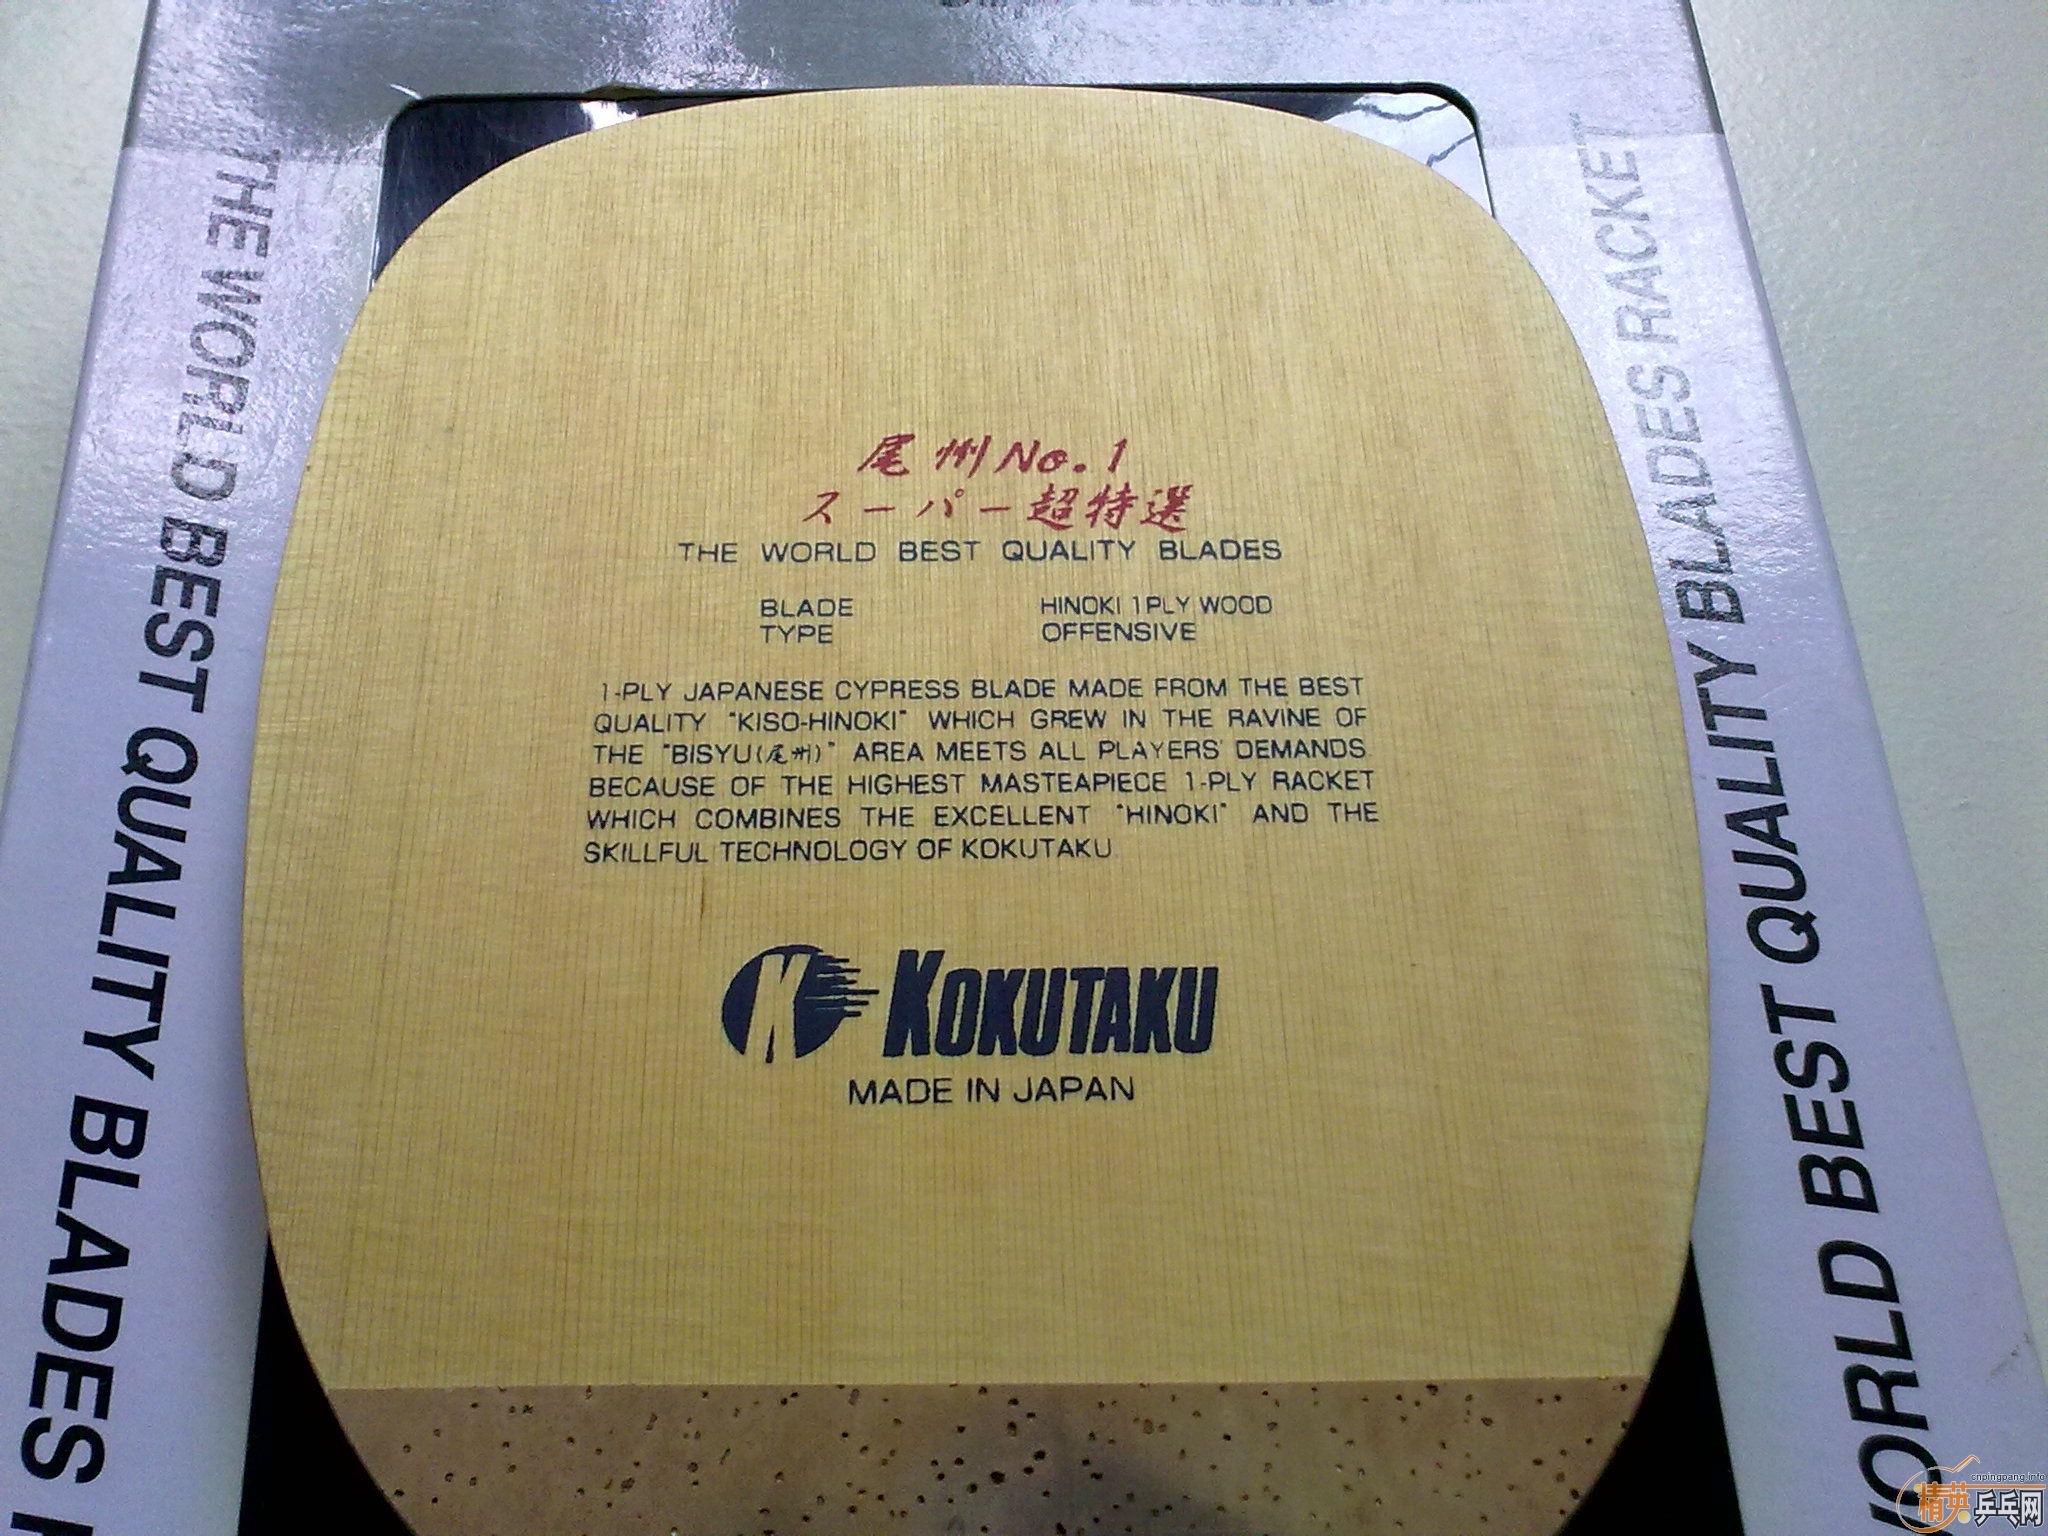 尾州No.1
スーパー超特選
THE WORLD BEST QUALITY BLADES
BLADE HINOKI 1PLY WOOD
TYPE OFFENSIVE
1-PLY JAPANESE CYPRESS BLADE MADE FROM THE BEST
QUALITY "KISO-HINOKI" WHICH GREW IN THE RAVINE OF
THE "BISYU(尾州)" AREA MEETS ALL PLAYERS' DEMANDS.
BECAUSE OF THE HIGHEST MASTEAPIECE 1-PLY RACKET
WHICH COMBINES THE EXCELLENT "HINOKI" AND THE
SKILLFUL TECHNOLOGY OF KOKUTAKU.
KOKUTAKU
MADE IN JAPAN
THE WORLD BEST QUALITY BLADES
WORLD BEST QUALITY BLADES RACKET
cnpingpang.info
精英乒乓网